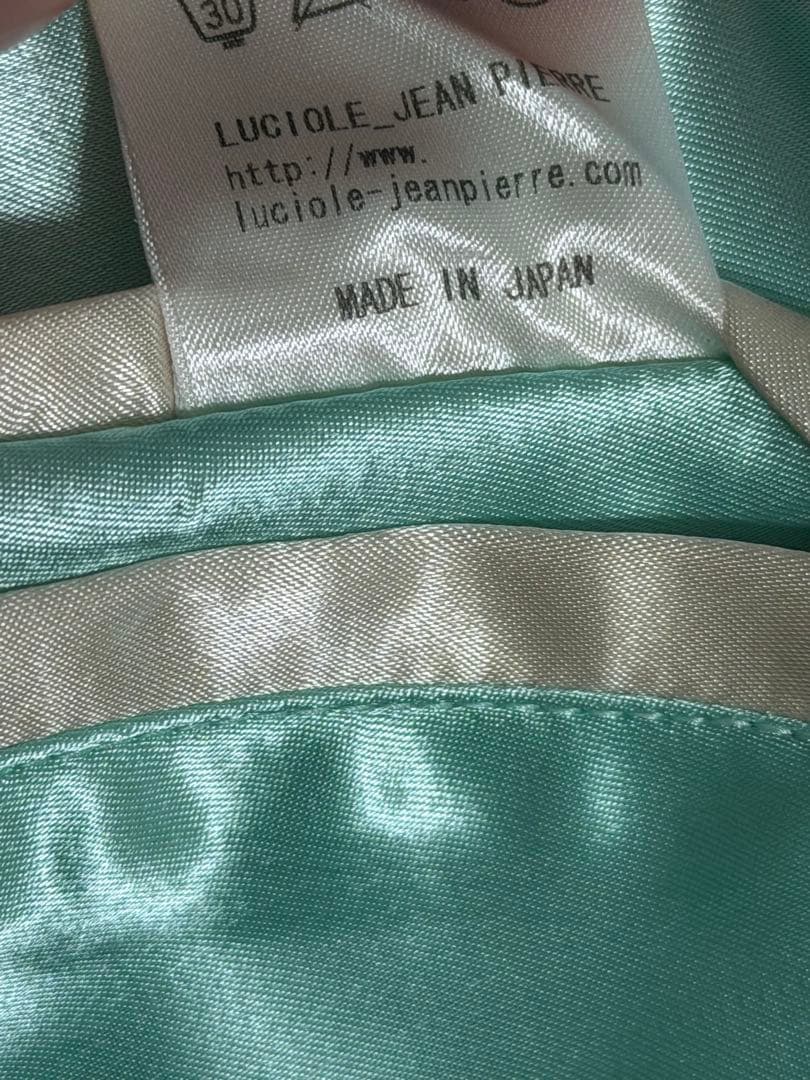 30
LUCIOLE_JEAN PIERRE
http://www.
luciole-jeanpierre.com
MADE IN JAPAN